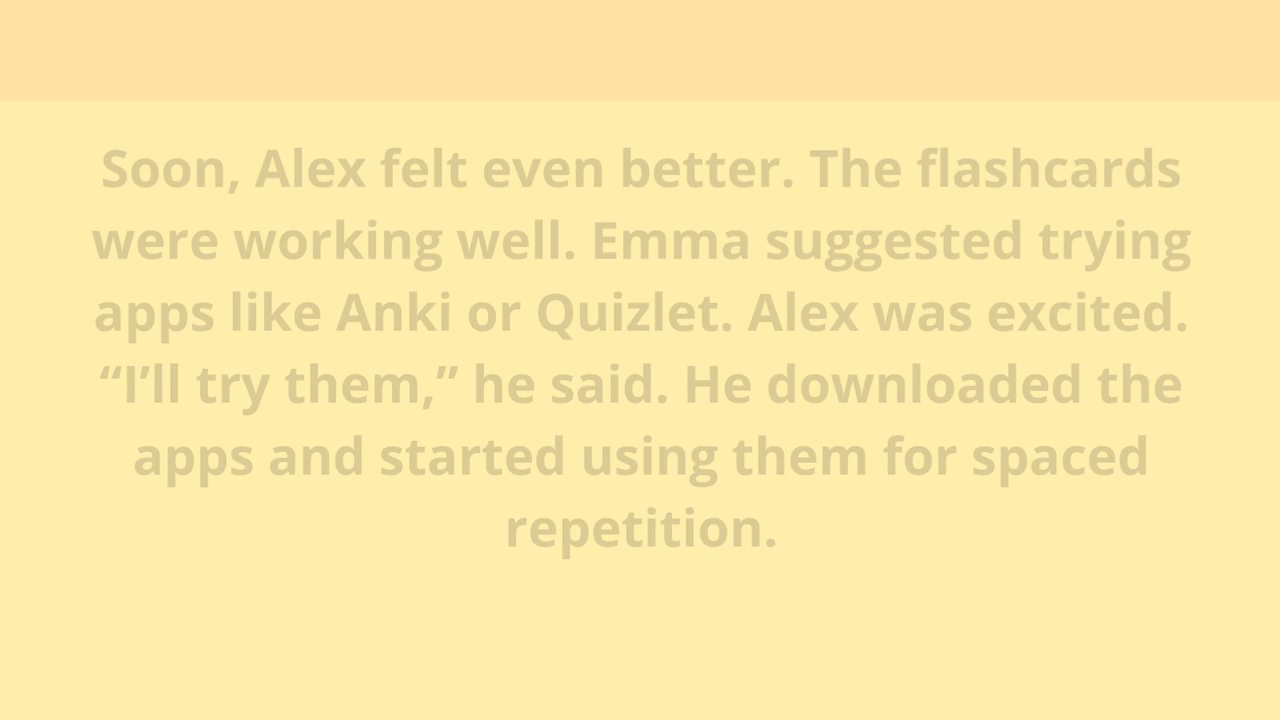 Soon, Alex felt even better. The flashcards
were working well. Emma suggested trying
apps like Anki or Quizlet. Alex was excited.
“I’ll try them,” he said. He downloaded the
apps and started using them for spaced
repetition.